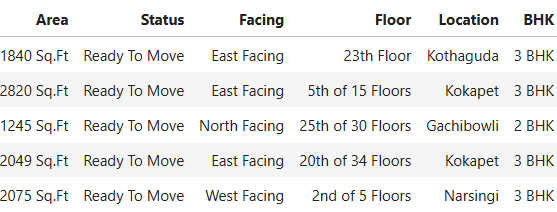 Area Status Facing Floor Location BHK
1840 Sq.Ft Ready To Move East Facing 23th Floor Kothaguda 3 BHK
2820 Sq.Ft Ready To Move East Facing 5th of 15 Floors Kokapet 3 BHK
1245 Sq.Ft Ready To Move North Facing 25th of 30 Floors Gachibowli 2 BHK
2049 Sq.Ft Ready To Move East Facing 20th of 34 Floors Kokapet 3 BHK
2075 Sq.Ft Ready To Move West Facing 2nd of 5 Floors Narsingi 3 BHK